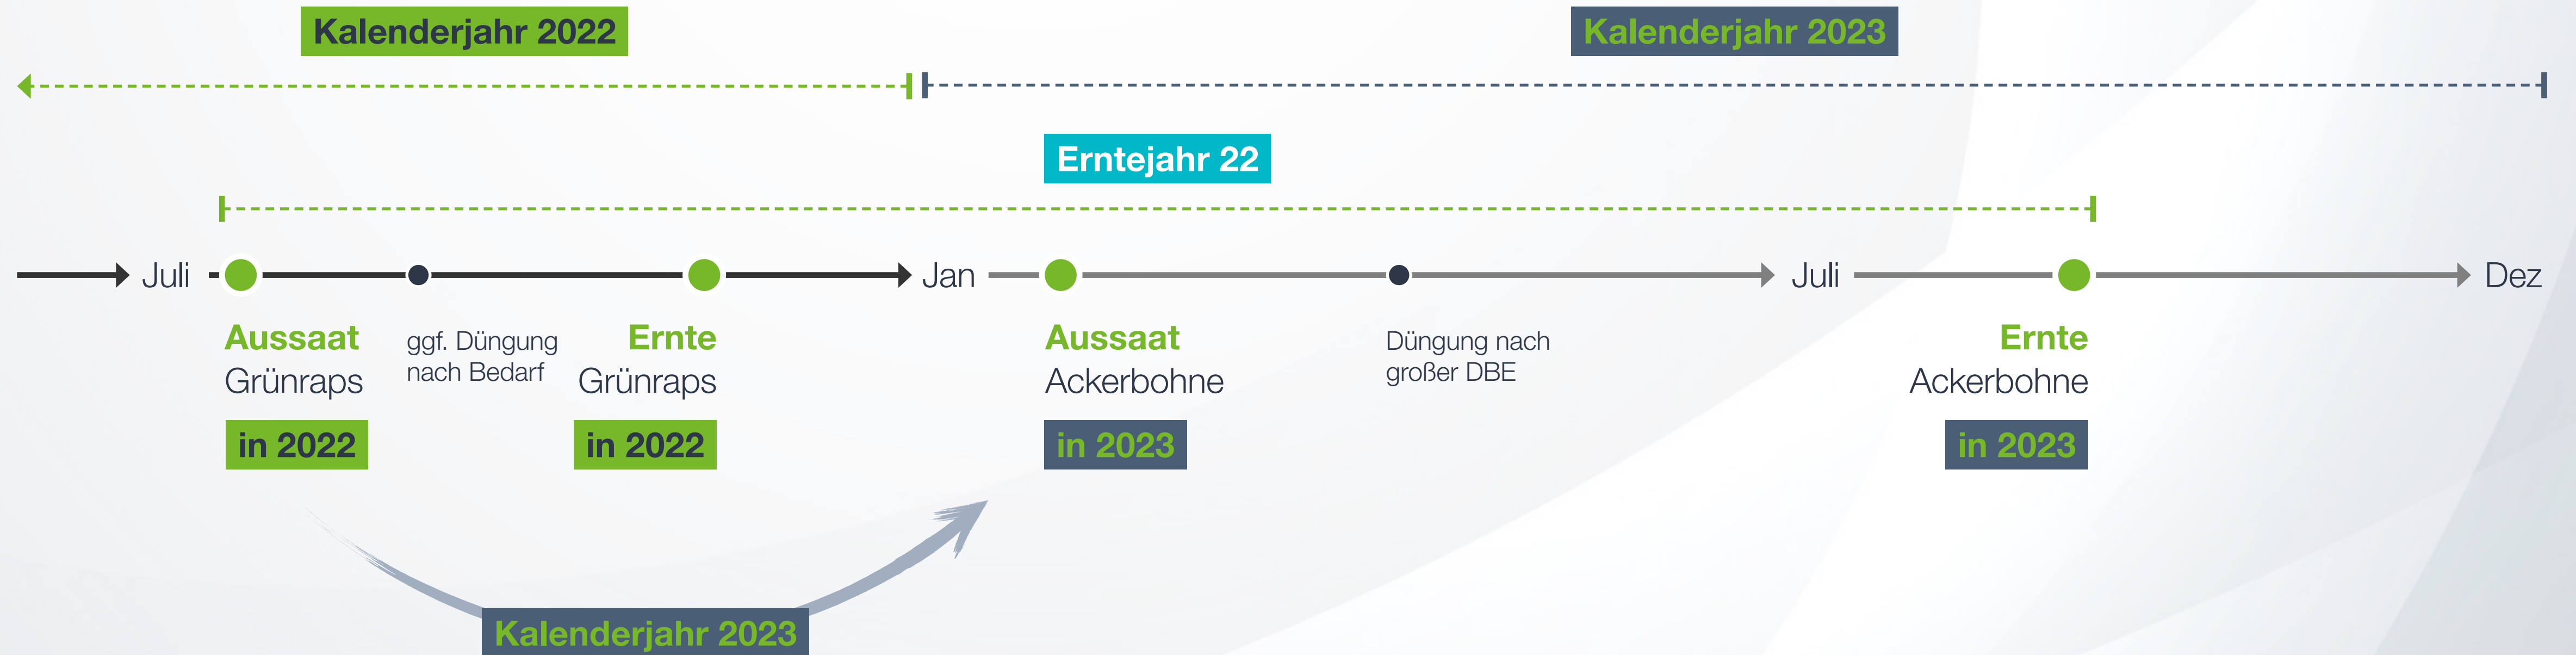 Kalenderjahr 2022
Kalenderjahr 2023
Erntejahr 22
Juli
Jan
Juli
Dez
Aussaat
Grünraps
in 2022
ggf. Düngung
nach Bedarf
Ernte
Grünraps
in 2022
Aussaat
Ackerbohne
in 2023
Düngung nach
großer DBE
Ernte
Ackerbohne
in 2023
Kalenderjahr 2023